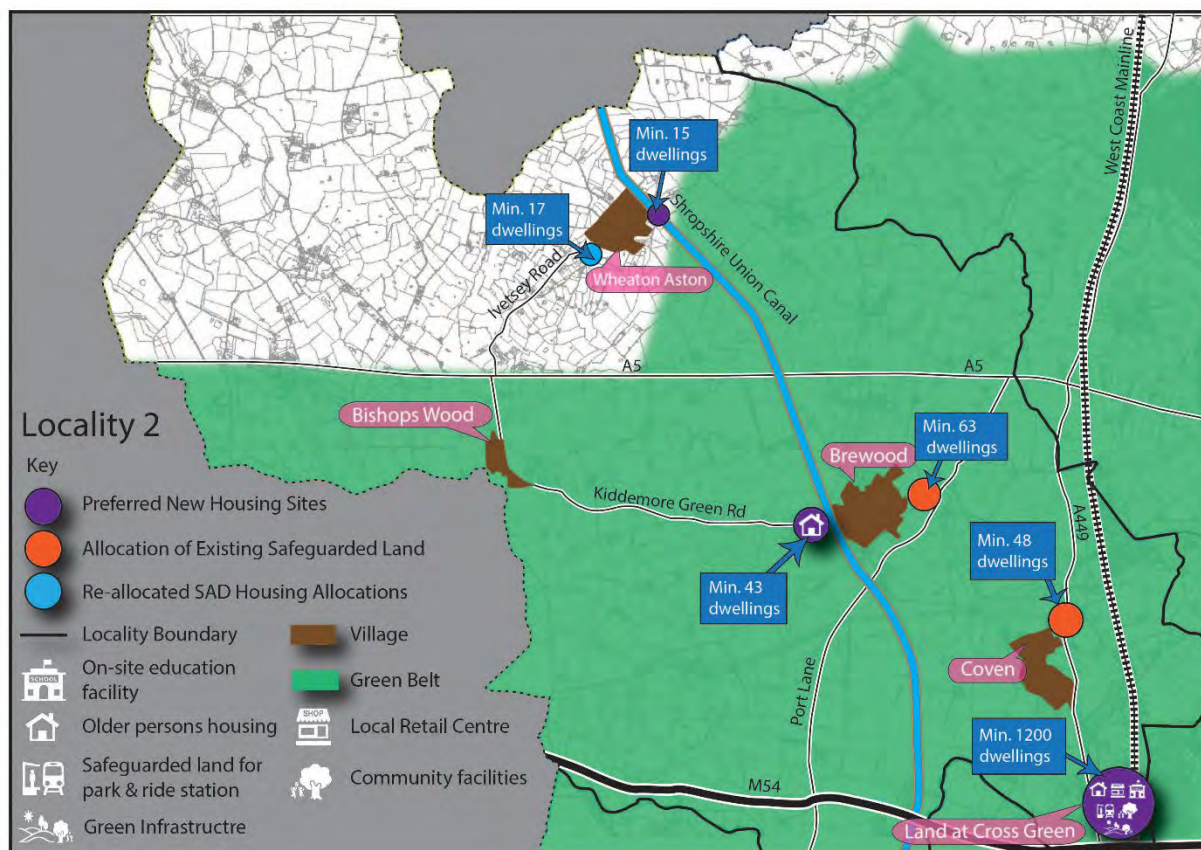 Min. 15
dwellings
West Coast Mainline
Min. 17
dwellings
Shropshire Union Canal
Wheaton Aston
Ivetsey Road
A5
A5
Bishops Wood
Min. 63
dwellings
Brewood
Kiddemore Green Rd
A449
Min. 48
dwellings
Min. 43
dwellings
Coven
Port Lane
Min. 1200
dwellings
M54
SHOP
SCHOOL
Land at Cross Green
Locality 2
Key
Preferred New Housing Sites
Allocation of Existing Safeguarded Land
Re-allocated SAD Housing Allocations
Locality Boundary
Village
SCHOOL
On-site education
facility
Green Belt
Older persons housing
SHOP
Local Retail Centre
Safeguarded land for
park & ride station
Community facilities
Green Infrastructre